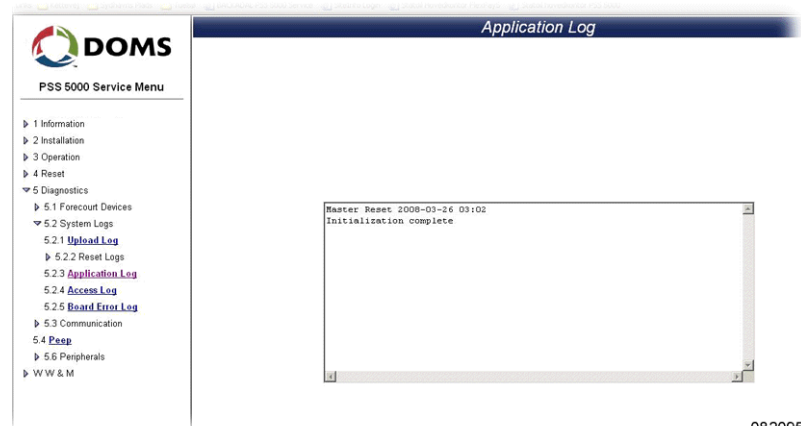 Application Log
DOMS
PSS 5000 Service Menu
1 Information
2 Installation
3 Operation
4 Reset
5 Diagnostics
5.1 Forecourt Devices
5.2 System Logs
5.2.1 Upload Log
5.2.2 Reset Logs
5.2.3 Application Log
5.2.4 Access Log
5.2.5 Board Error Log
5.3 Communication
5.4 Peep
5.6 Peripherals
W W & M
Master Reset 2008-03-26 03:02
Initialization complete